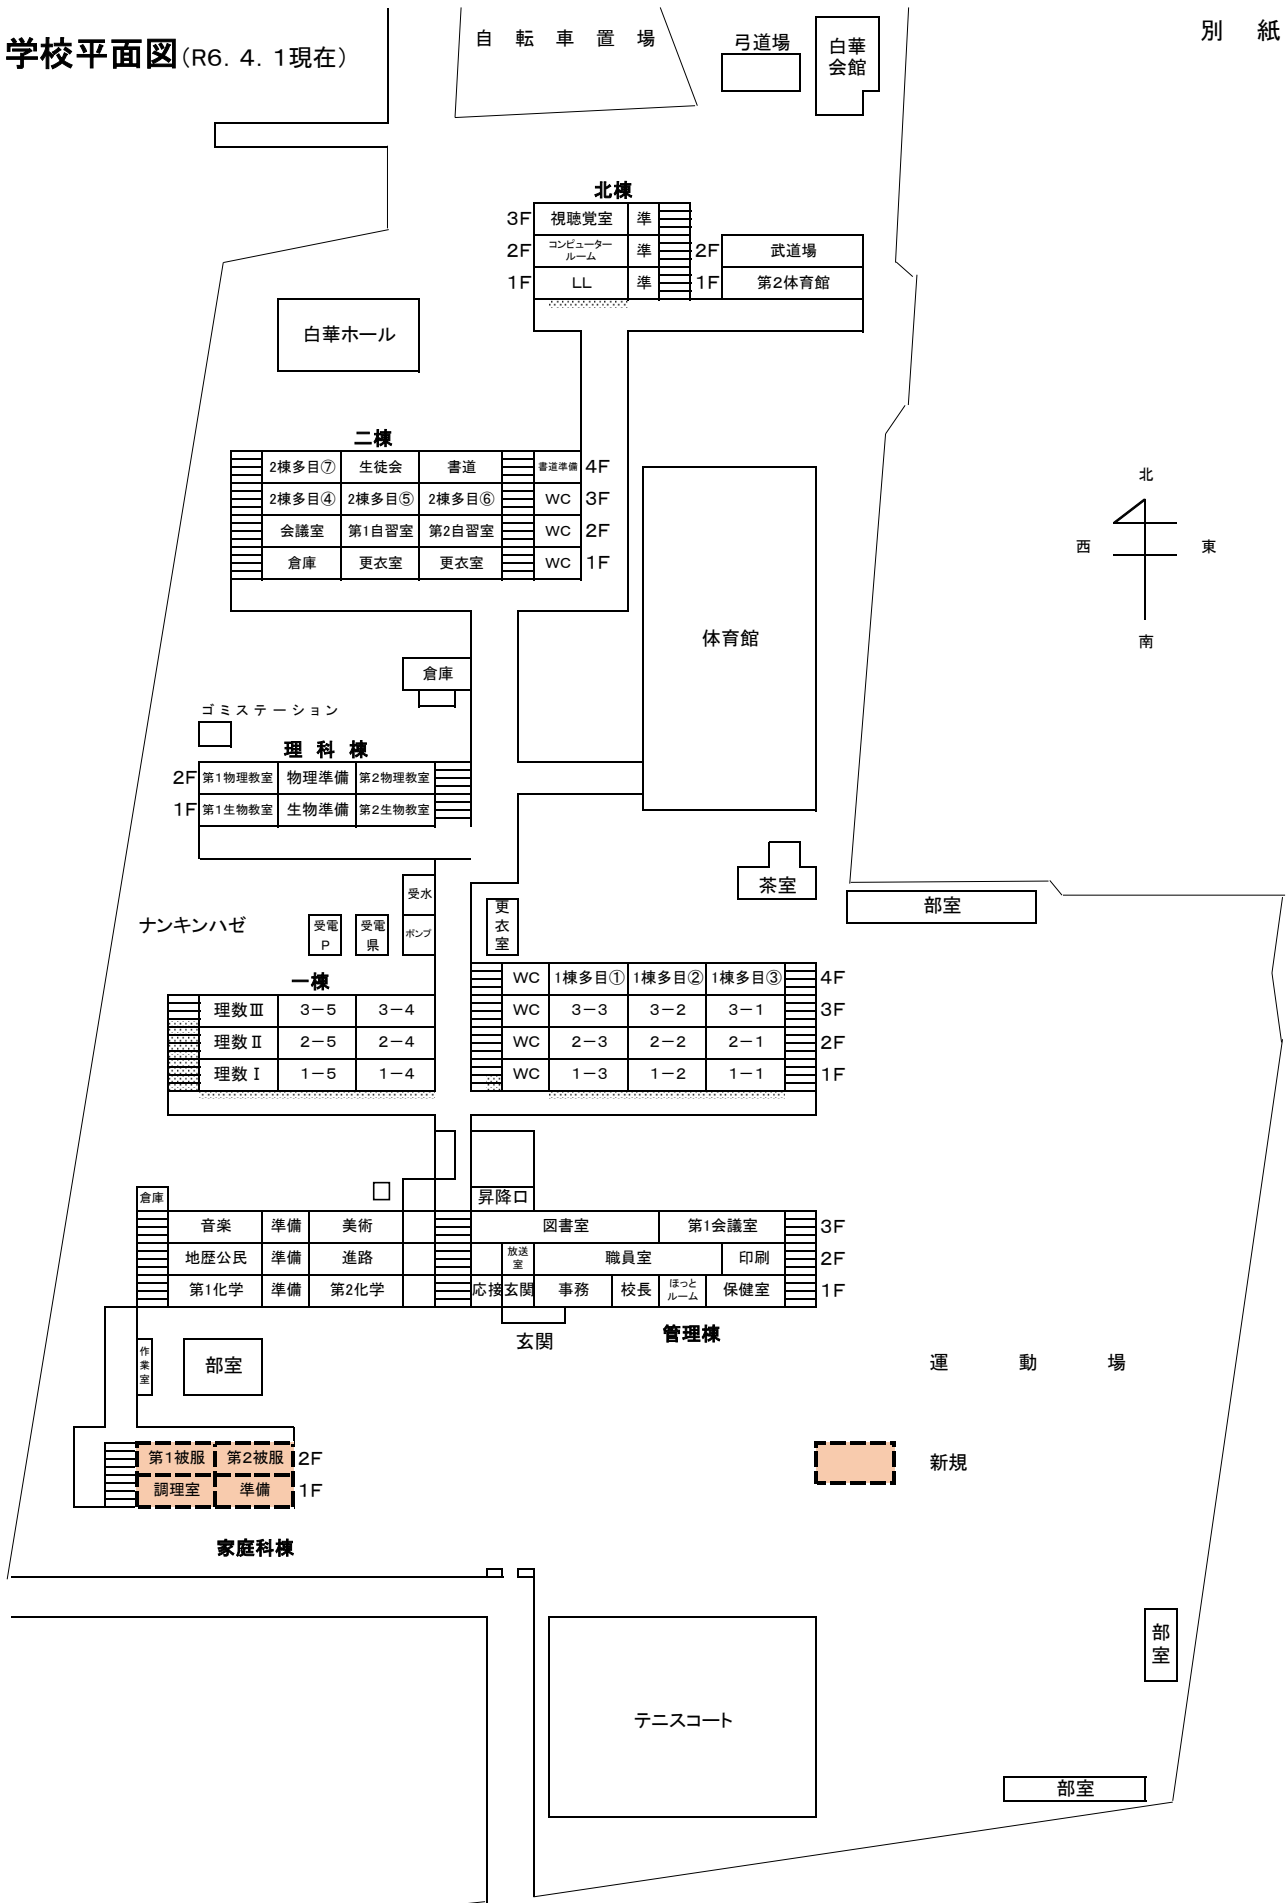 学校平面図(R6.4.1現在)
別 紙
自 転 車 置 場
弓道場
白華
会館
北棟
3F 視聴覚室 準
2F コンピューター
ルーム 準 2F 武道場
1F LL 準 1F 第2体育館
白華ホール
二棟
2棟多目⑦ 生徒会 書道 書道準備 4F
2棟多目④ 2棟多目⑤ 2棟多目⑥ WC 3F
会議室 第1自習室 第2自習室 WC 2F
倉庫 更衣室 更衣室 WC 1F
北
西 東
南
体育館
倉庫
ゴミステーション
理 科 棟
2F 第1物理教室 物理準備 第2物理教室
1F 第1生物教室 生物準備 第2生物教室
茶室
部室
受水
ポンプ
ナンキンハゼ
受電
P
受電
県
更
衣
室
一棟
WC 1棟多目① 1棟多目② 1棟多目③ 4F
理数Ⅲ 3-5 3-4 WC 3-3 3-2 3-1 3F
理数Ⅱ 2-5 2-4 WC 2-3 2-2 2-1 2F
理数Ⅰ 1-5 1-4 WC 1-3 1-2 1-1 1F
倉庫
昇降口
音楽 準備 美術 図書室 第1会議室 3F
地歴公民 準備 進路 放送
室 職員室 印刷 2F
第1化学 準備 第2化学 応接 玄関 事務 校長 ほっと
ルーム 保健室 1F
玄関
管理棟
作
業
室
部室
運 動 場
第1被服 第2被服 2F
調理室 準備 1F
新規
家庭科棟
部
室
テニスコート
部室